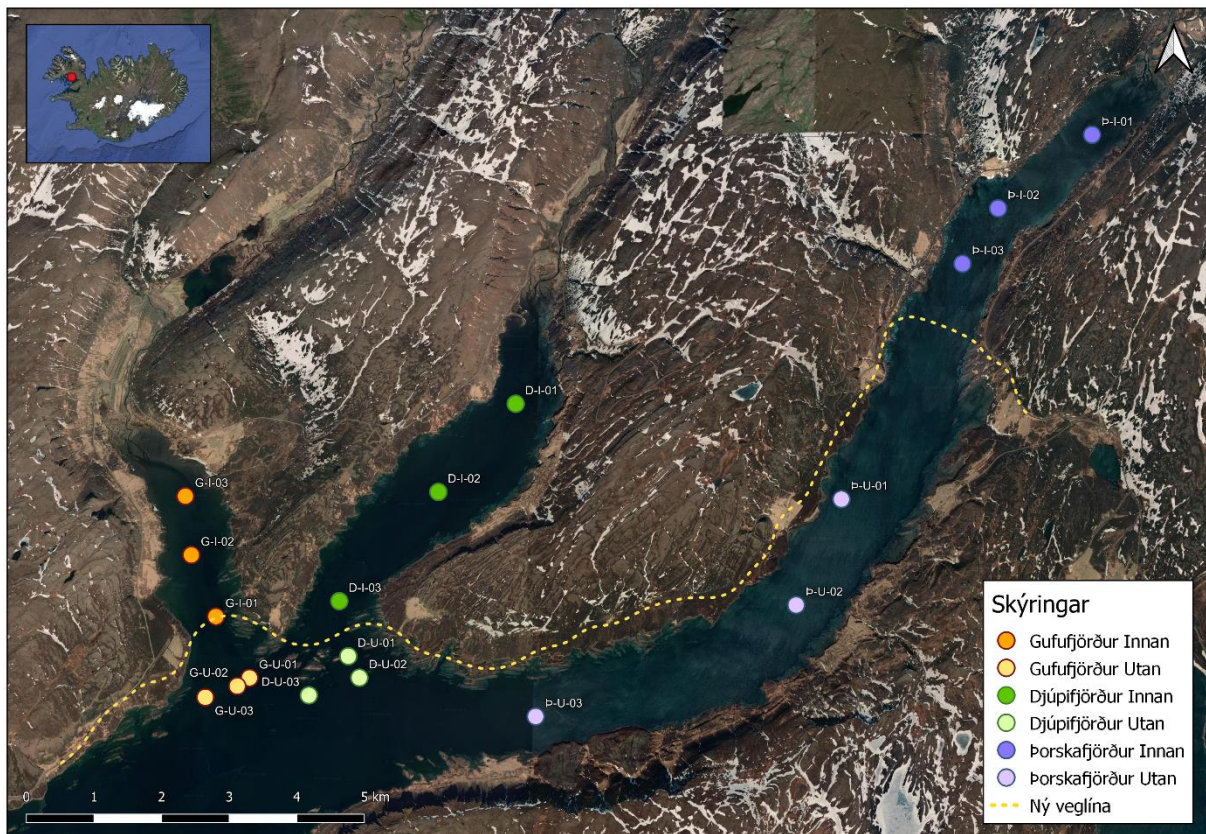 Þ-I-01
Þ-I-02
Þ-I-03
D-I-01
D-I-02
G-I-03
Þ-U-01
G-I-02
D-I-03
Þ-U-02
G-I-01
D-U-01
G-U-01
D-U-02
G-U-02
D-U-03
G-U-03
Þ-U-03
0 1 2 3 4 5 km
Skýringar
Gufufjörður Innan
Gufufjörður Utan
Djúpifjörður Innan
Djúpifjörður Utan
Þorskafjörður Innan
Þorskafjörður Utan
Ný veglína